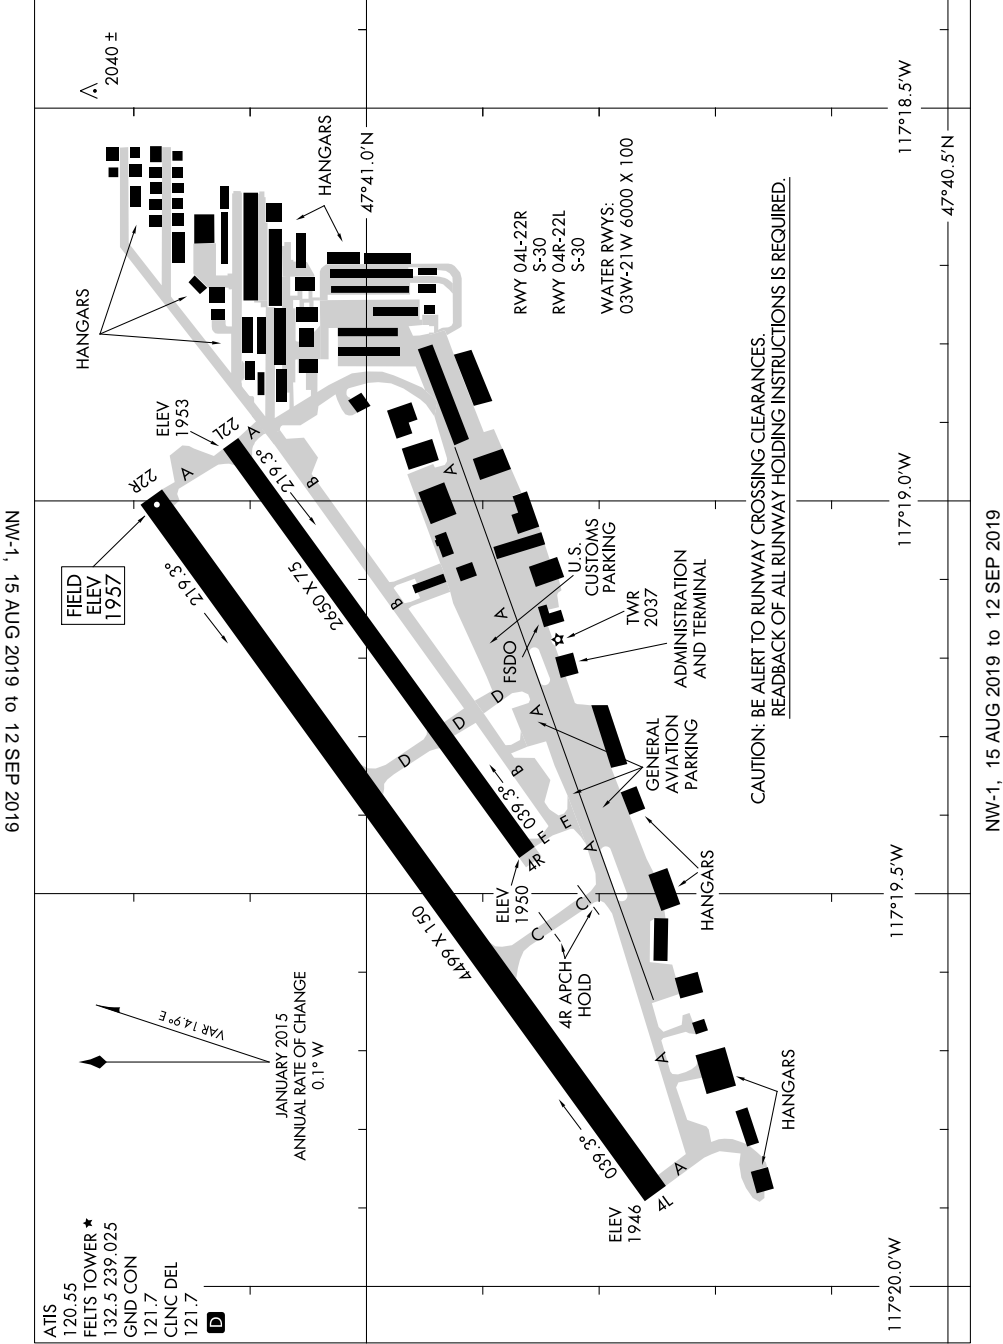 ATIS
120.55
FELTS TOWER ★
132.5 239.025
GND CON
121.7
CLNC DEL
121.7
D
JANUARY 2015
ANNUAL RATE OF CHANGE
0.1° W
VAR 14.9° E
FIELD
ELEV
1957
22R
A
219.3°
HANGARS
2040 ±
ELEV
1953
22L
A
219.3°
B
HANGARS
47°41.0'N
2650 X 75
4499 X 150
B
D
D
D
B
039.3°
4R
ELEV
1950
E
E
A
C
C
4R APCH
HOLD
A
A
A
FSDO
U.S.
CUSTOMS
PARKING
TWR
2037
ADMINISTRATION
AND TERMINAL
GENERAL
AVIATION
PARKING
HANGARS
039.3°
4L
ELEV
1946
A
A
HANGARS
RWY 04L-22R
S-30
RWY 04R-22L
S-30
WATER RWYS:
03W-21W 6000 X 100
CAUTION: BE ALERT TO RUNWAY CROSSING CLEARANCES.
READBACK OF ALL RUNWAY HOLDING INSTRUCTIONS IS REQUIRED.
117°20.0'W
117°19.5'W
117°19.0'W
117°18.5'W
47°40.5'N
NW-1, 15 AUG 2019 to 12 SEP 2019
NW-1, 15 AUG 2019 to 12 SEP 2019